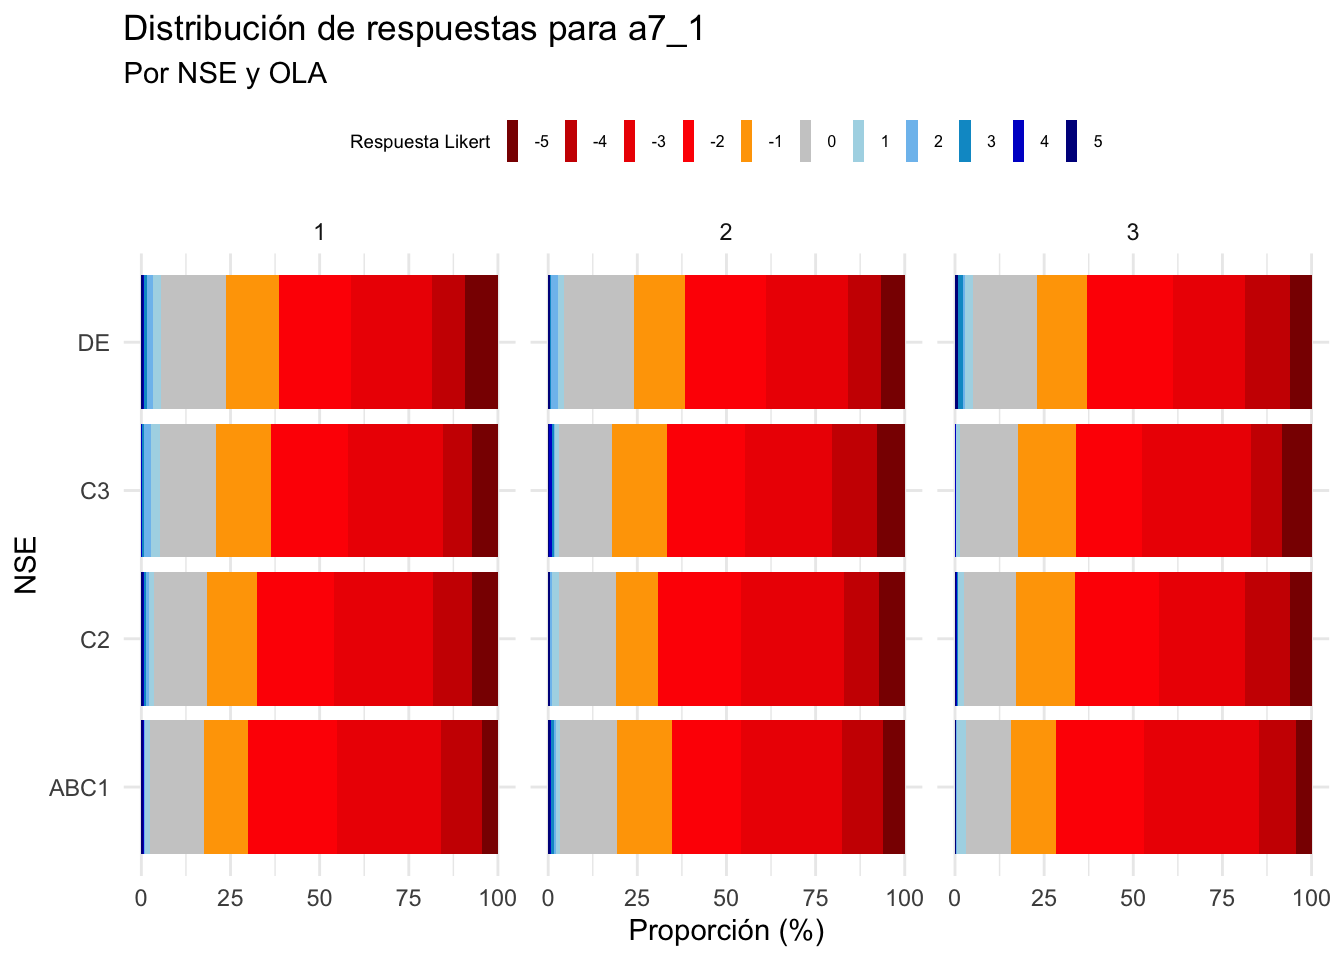 Distribución de respuestas para a7_1
Por NSE y OLA
Respuesta Likert -5 -4 -3 -2 -1 0 1 2 3 4 5
1 2 3
DE
C3
C2
ABC1
NSE
0 25 50 75 100 0 25 50 75 100 0 25 50 75 100
Proporción (%)